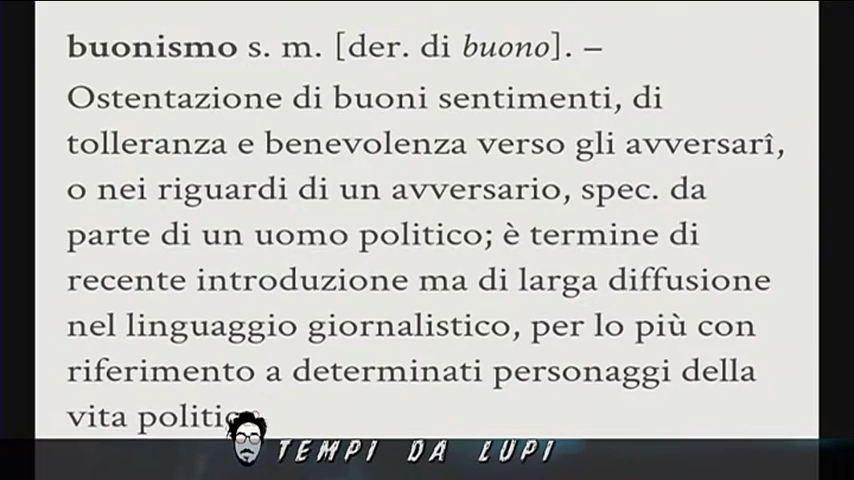 buonismo s. m. [der. di buono]. –
Ostentazione di buoni sentimenti, di
tolleranza e benevolenza verso gli avversarî,
o nei riguardi di un avversario, spec. da
parte di un uomo politico; è termine di
recente introduzione ma di larga diffusione
nel linguaggio giornalistico, per lo più con
riferimento a determinati personaggi della
vita
TEMPI DA LUPI